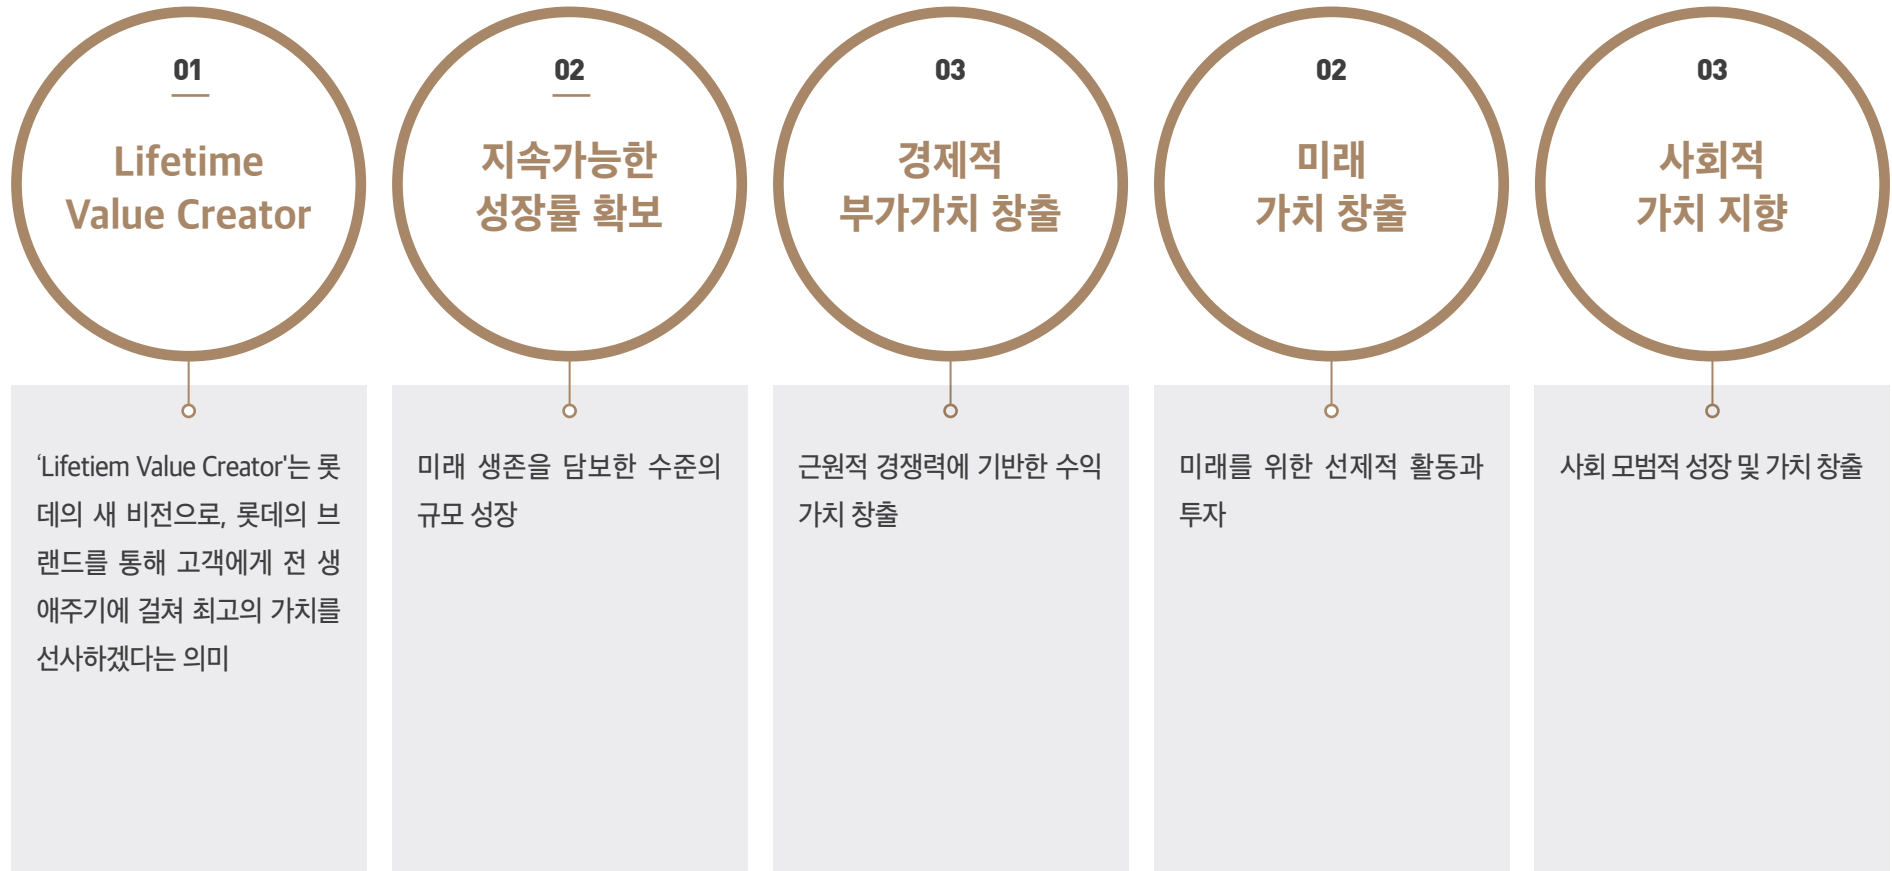 01
Lifetime
Value Creator
‘Lifetiem Value Creator'는 롯
데의 새 비전으로, 롯데의 브
랜드를 통해 고객에게 전 생
애주기에 걸쳐 최고의 가치를
선사하겠다는 의미
02
지속가능한
성장률 확보
미래 생존을 담보한 수준의
규모 성장
03
경제적
부가가치 창출
근원적 경쟁력에 기반한 수익
가치 창출
02
미래
가치 창출
미래를 위한 선제적 활동과
투자
03
사회적
가치 지향
사회 모범적 성장 및 가치 창출